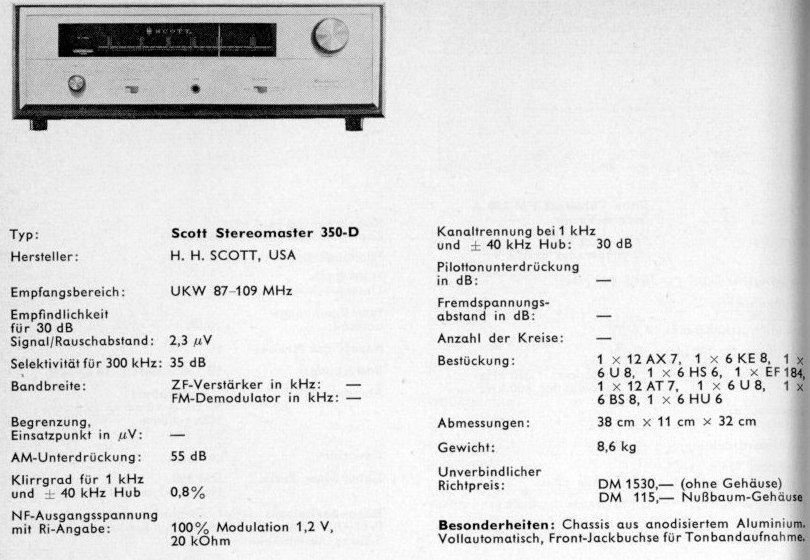 SCOTT
Typ: Scott Stereomaster 350-D
Hersteller: H. H. SCOTT, USA
Empfangsbereich: UKW 87–109 MHz
Empfindlichkeit
für 30 dB
Signal/Rauschabstand: 2,3 μV
Selektivität für 300 kHz: 35 dB
Bandbreite: ZF-Verstärker in kHz: —
FM-Demodulator in kHz: —
Begrenzung,
Einsatzpunkt in μV: —
AM-Unterdrückung: 55 dB
Klirrgrad für 1 kHz
und ± 40 kHz Hub 0,8%
NF-Ausgangsspannung
mit Ri-Angabe: 100% Modulation 1,2 V,
20 kOhm
Kanaltrennung bei 1 kHz
und ± 40 kHz Hub: 30 dB
Pilottonunterdrückung
in dB: —
Fremdspannungs-
abstand in dB: —
Anzahl der Kreise: —
Bestückung: 1 × 12 AX 7, 1 × 6 KE 8, 1 ×
6 U 8, 1 × 6 HS 6, 1 × EF 184,
1 × 12 AT 7, 1 × 6 U 8, 1 ×
6 BS 8, 1 × 6 HU 6
Abmessungen: 38 cm × 11 cm × 32 cm
Gewicht: 8,6 kg
Unverbindlicher
Richtpreis: DM 1530,— (ohne Gehäuse)
DM 115,— Nußbaum-Gehäuse
Besonderheiten: Chassis aus anodisiertem Aluminium.
Vollautomatisch, Front-Jackbuchse für Tonbandaufnahme.